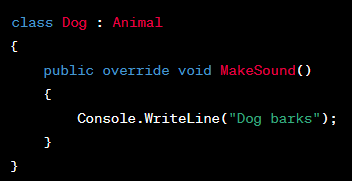 class Dog : Animal
{
    public override void MakeSound()
    {
        Console.WriteLine("Dog barks");
    }
}